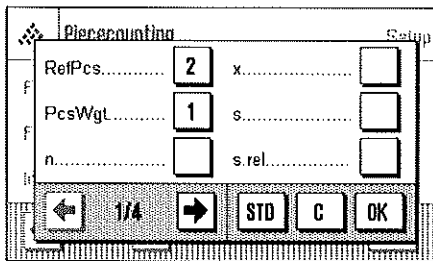 Piececounting Setup
RefPcs............ 2 x....................
PcsWgt............ 1 s....................
n.................... s.rel................
1/4 STD C OK